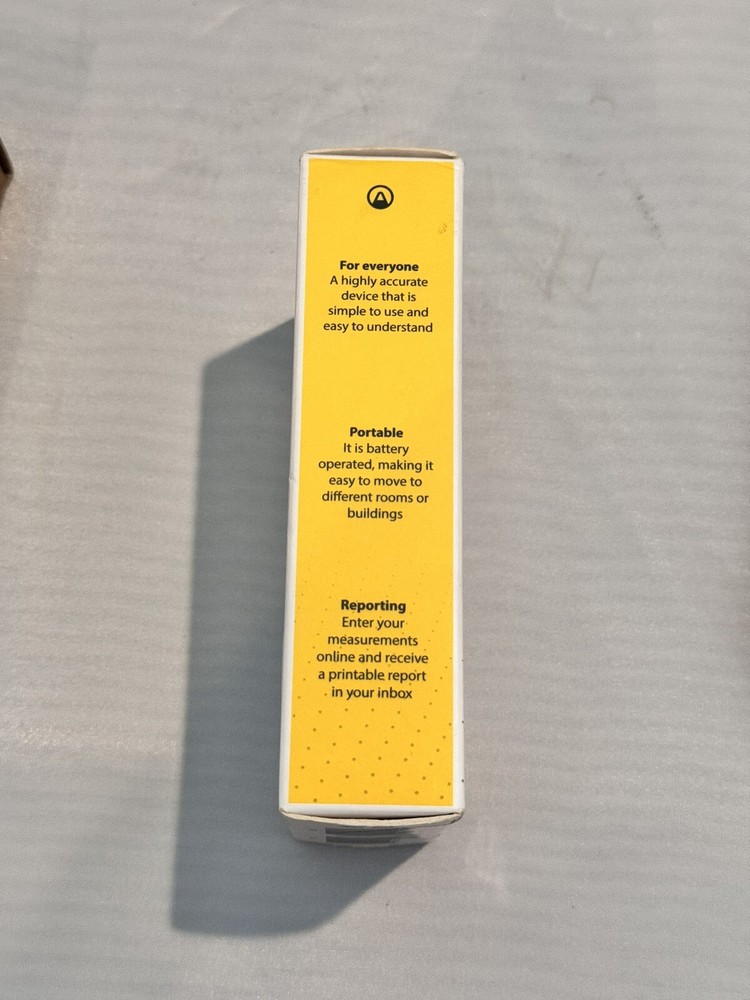 For everyone
A highly accurate
device that is
simple to use and
easy to understand
Portable
It is battery
operated, making it
easy to move to
different rooms or
buildings
Reporting
Enter your
measurements
online and receive
a printable report
in your inbox